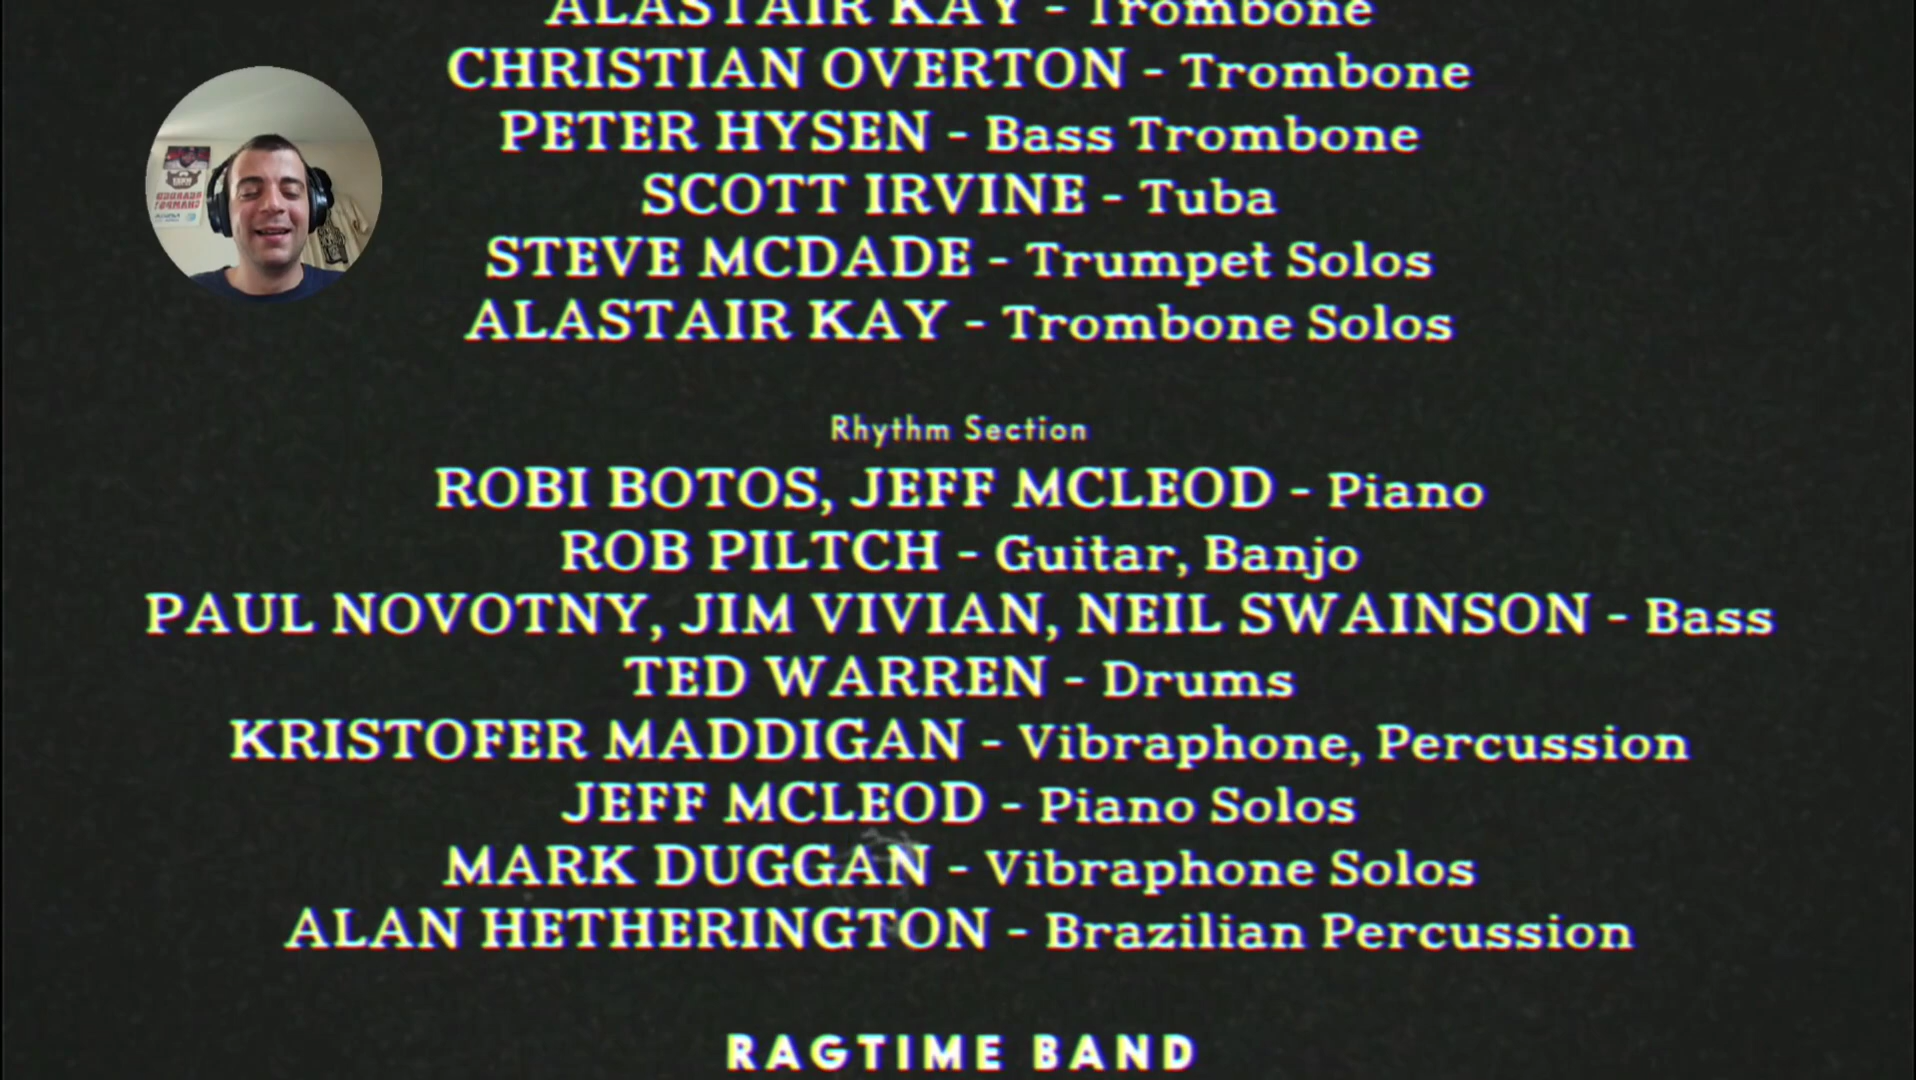 ALASTAIR KAY - Trombone
CHRISTIAN OVERTON - Trombone
PETER HYSEN - Bass Trombone
SCOTT IRVINE - Tuba
STEVE MCDADE - Trumpet Solos
ALASTAIR KAY - Trombone Solos
Rhythm Section
ROBI BOTOS, JEFF MCLEOD - Piano
ROB PILTCH - Guitar, Banjo
PAUL NOVOTNY, JIM VIVIAN, NEIL SWAINSON - Bass
TED WARREN - Drums
KRISTOFER MADDIGAN - Vibraphone, Percussion
JEFF MCLEOD - Piano Solos
MARK DUGGAN - Vibraphone Solos
ALAN HETHERINGTON - Brazilian Percussion
RAGTIME BAND